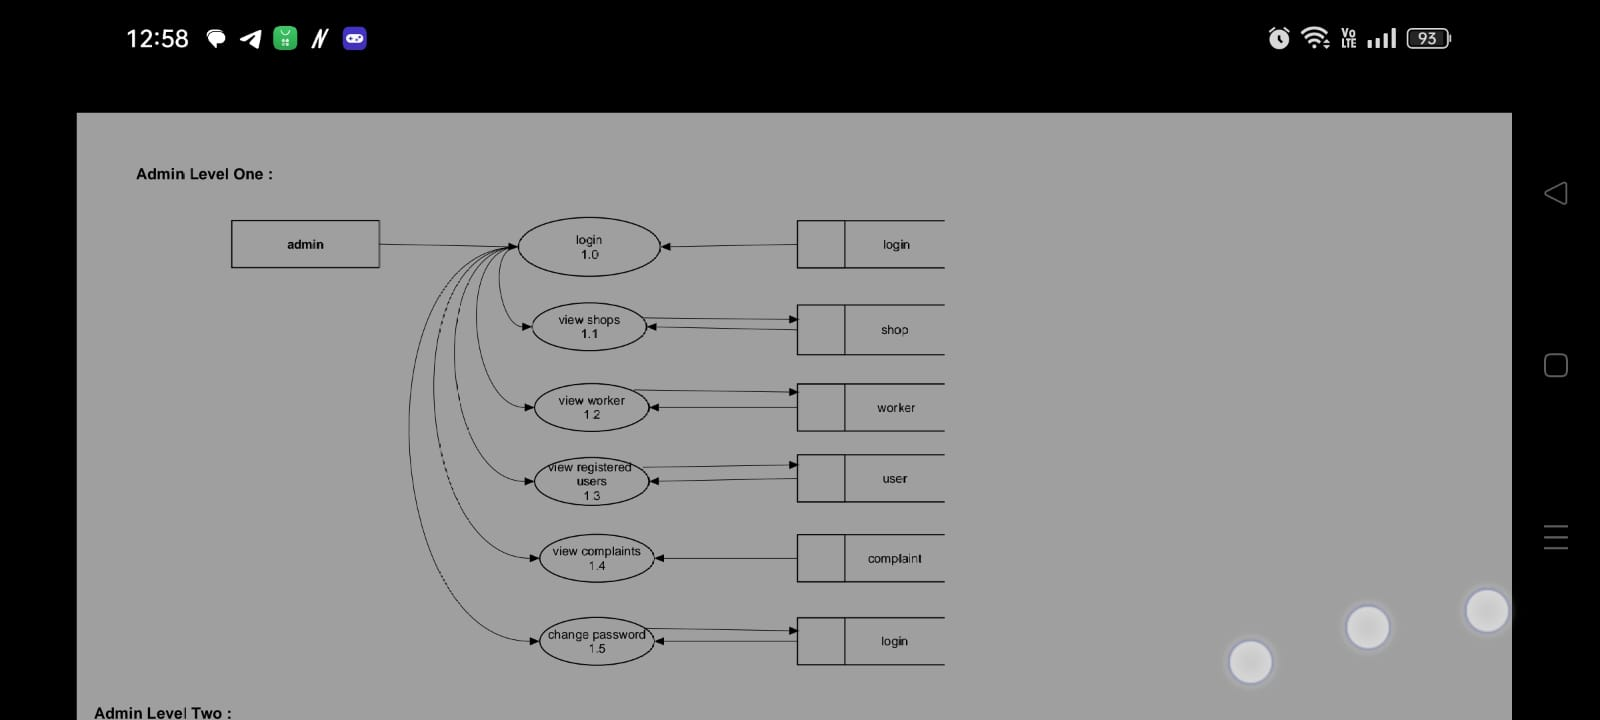 12:58
Vo
LTE
93
Admin Level One :
admin
login
1.0
login
view shops
1.1
shop
view worker
1.2
worker
view registered
users
1.3
user
view complaints
1.4
complaint
change password
1.5
login
Admin Level Two :